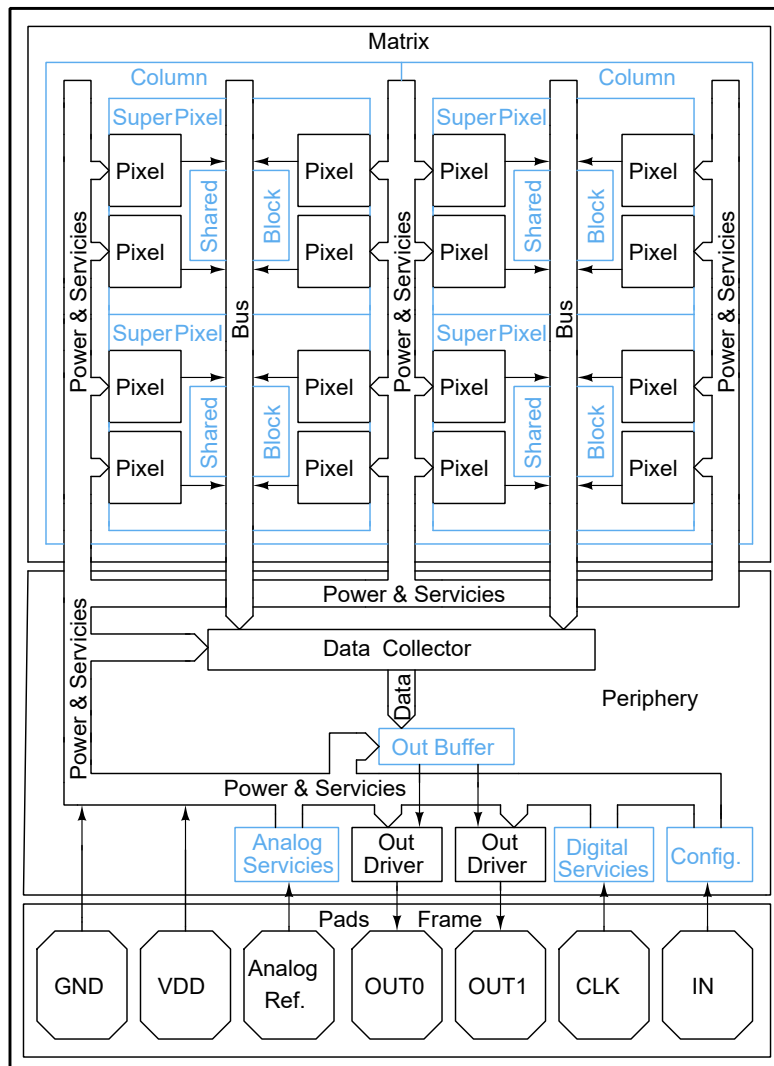 Matrix
Column
Column
SuperPixel
SuperPixel
Pixel
Pixel
Pixel
Pixel
Shared
Block
Shared
Block
Pixel
Pixel
Pixel
Pixel
Power & Servicies
Bus
Power & Servicies
Bus
Power & Servicies
SuperPixel
SuperPixel
Pixel
Pixel
Pixel
Pixel
Shared
Block
Shared
Block
Pixel
Pixel
Pixel
Pixel
Power & Servicies
Power & Servicies
Data Collector
Data
Periphery
Out Buffer
Power & Servicies
Analog
Servicies
Out
Driver
Out
Driver
Digital
Servicies
Config.
Pads Frame
GND
VDD
Analog
Ref.
OUT0
OUT1
CLK
IN